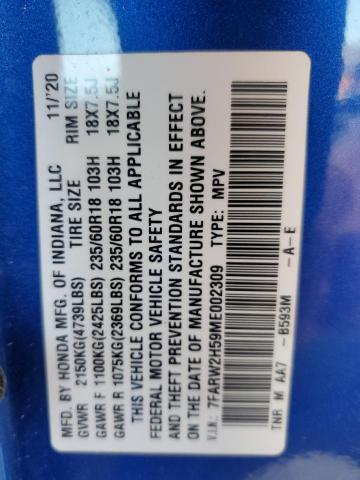 MFD. BY HONDA MFG. OF INDIANA, LLC 11/'20
GVWR 2150KG(4739LBS) TIRE SIZE RIM SIZE
GAWR F 1100KG(2425LBS) 235/60R18 103H 18X7.5J
GAWR R 1075KG(2369LBS) 235/60R18 103H 18X7.5J
THIS VEHICLE CONFORMS TO ALL APPLICABLE
FEDERAL MOTOR VEHICLE SAFETY
AND THEFT PREVENTION STANDARDS IN EFFECT
ON THE DATE OF MANUFACTURE SHOWN ABOVE.
V.I.N.: 7FARW2H59ME002309 TYPE: MPV
TNR M AA7 -B593M -A-E